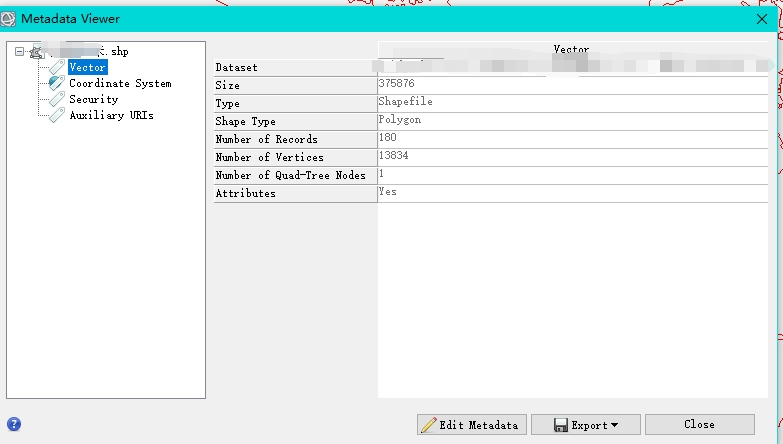 Metadata Viewer
.shp
Vector
Coordinate System
Security
Auxiliary URIs
Vector
Dataset
Size 375876
Type Shapefile
Shape Type Polygon
Number of Records 180
Number of Vertices 13834
Number of Quad-Tree Nodes 1
Attributes Yes
Edit Metadata
Export
Close